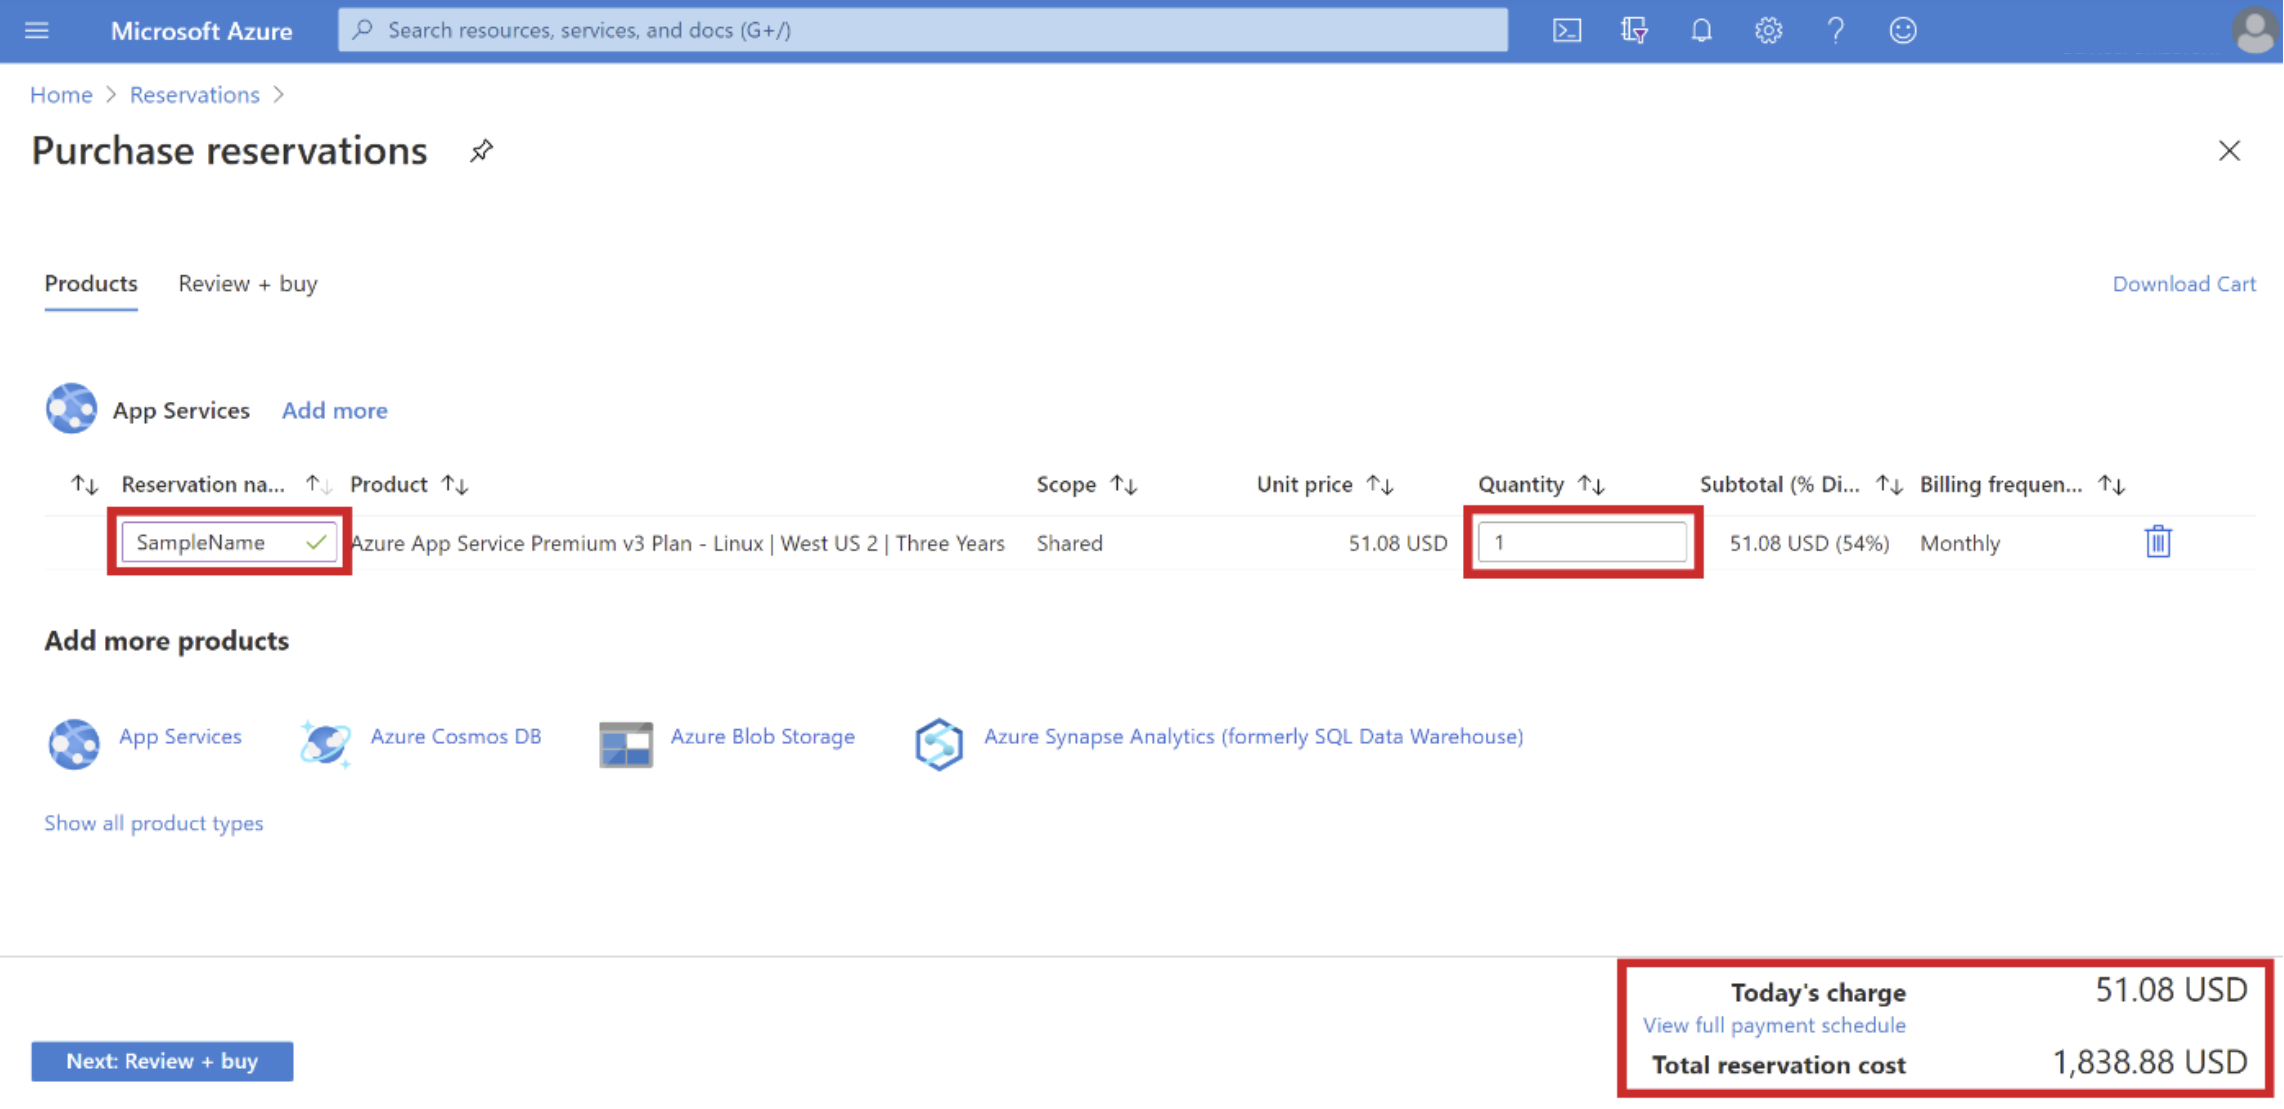 Microsoft Azure
Search resources, services, and docs (G+/)
Home > Reservations >
Purchase reservations
Products Review + buy Download Cart
App Services Add more
Reservation na... Product Scope Unit price Quantity Subtotal (% Di... Billing frequen...
SampleName Azure App Service Premium v3 Plan - Linux | West US 2 | Three Years Shared 51.08 USD 1 51.08 USD (54%) Monthly
Add more products
App Services Azure Cosmos DB Azure Blob Storage Azure Synapse Analytics (formerly SQL Data Warehouse)
Show all product types
Today's charge 51.08 USD
View full payment schedule
Next: Review + buy
Total reservation cost 1,838.88 USD